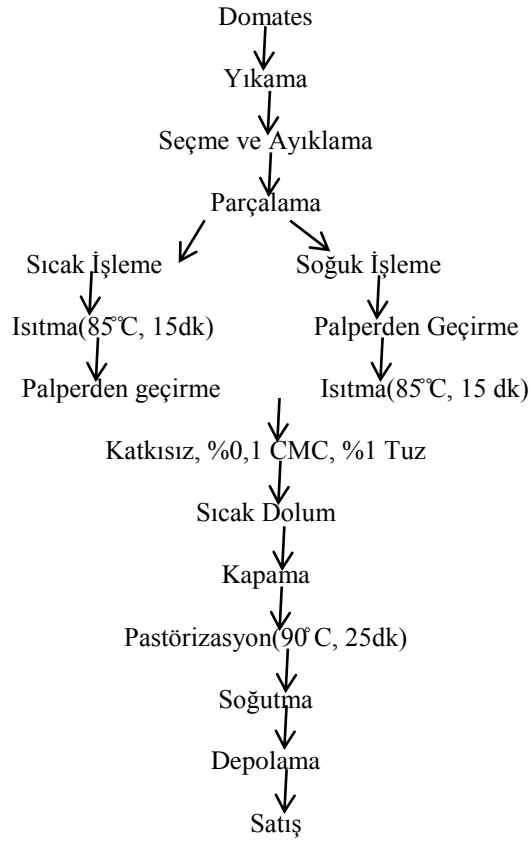 Domates
Yıkama
Seçme ve Ayıklama
Parçalama
Sıcak İşleme
Soğuk İşleme
Isıtma(85°C, 15dk)
Palperden Geçirme
Palperden geçirme
Isıtma(85°C, 15 dk)
Katkısız, %0,1 CMC, %1 Tuz
Sıcak Dolum
Kapama
Pastörizasyon(90°C, 25dk)
Soğutma
Depolama
Satış